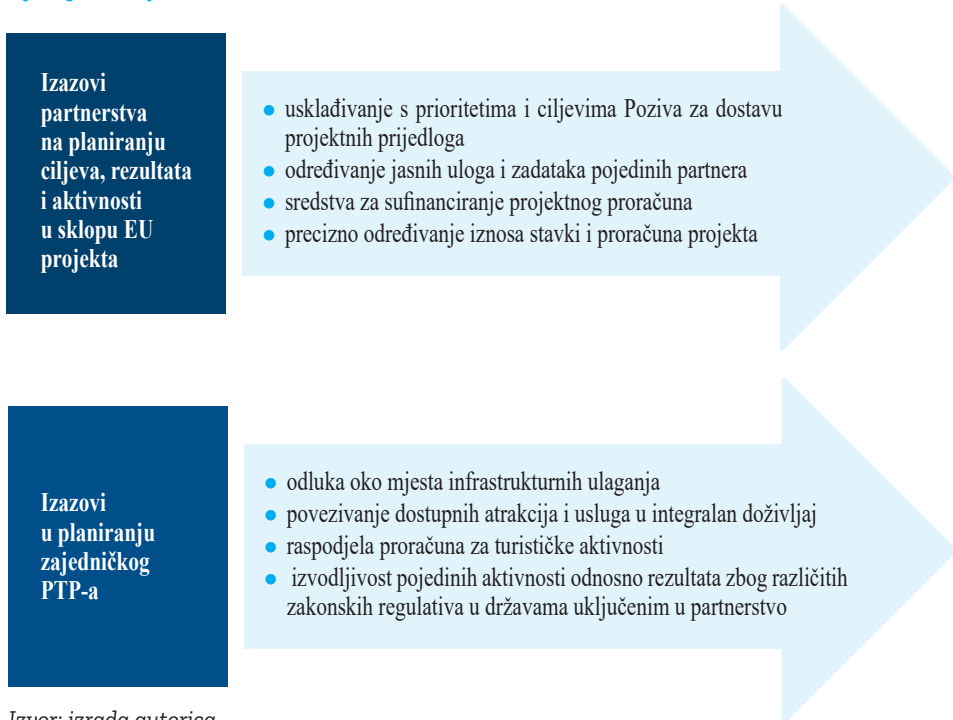 Izazovi
partnerstva
na planiranju
ciljeva, rezultata
i aktivnosti
u sklopu EU
projekta
● usklađivanje s prioritetima i ciljevima Poziva za dostavu
projektnih prijedloga
● određivanje jasnih uloga i zadataka pojedinih partnera
● sredstva za sufinanciranje projektnog proračuna
● precizno određivanje iznosa stavki i proračuna projekta
Izazovi
u planiranju
zajedničkog
PTP-a
● odluka oko mjesta infrastrukturnih ulaganja
● povezivanje dostupnih atrakcija i usluga u integralan doživljaj
● raspodjela proračuna za turističke aktivnosti
● izvodljivost pojedinih aktivnosti odnosno rezultata zbog različitih
zakonskih regulativa u državama uključenim u partnerstvo
Izvor: izrada autorica